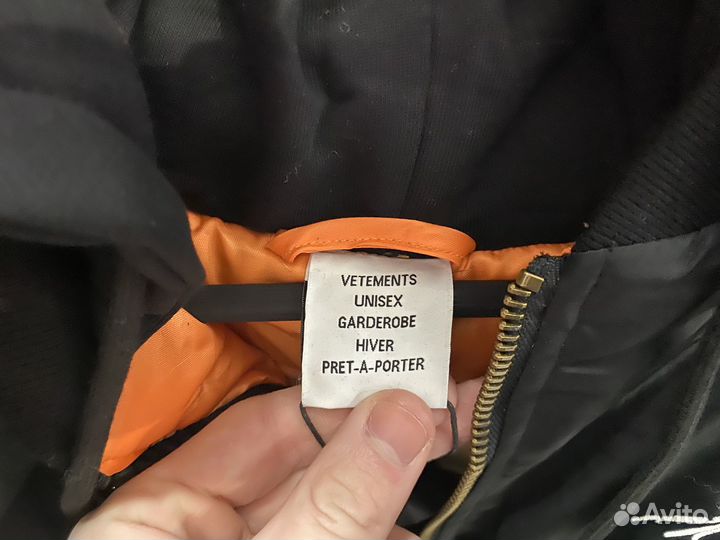 VETEMENTS
UNISEX
GARDEROBE
HIVER
PRET-A-PORTER
Avito